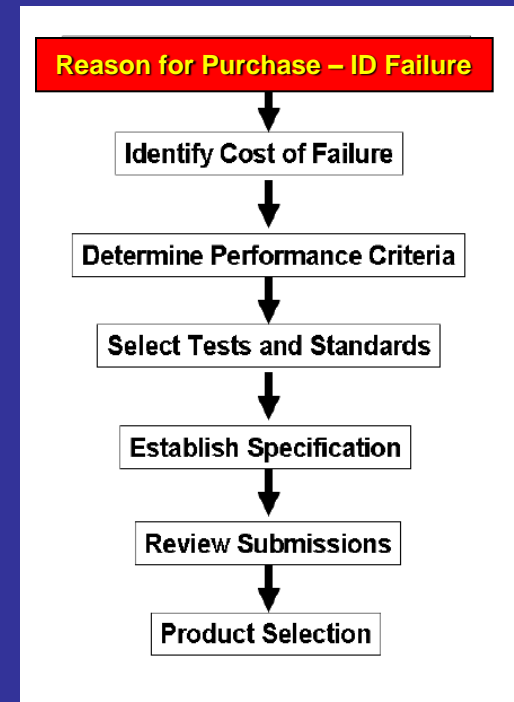 Reason for Purchase – ID Failure
Identify Cost of Failure
Determine Performance Criteria
Select Tests and Standards
Establish Specification
Review Submissions
Product Selection